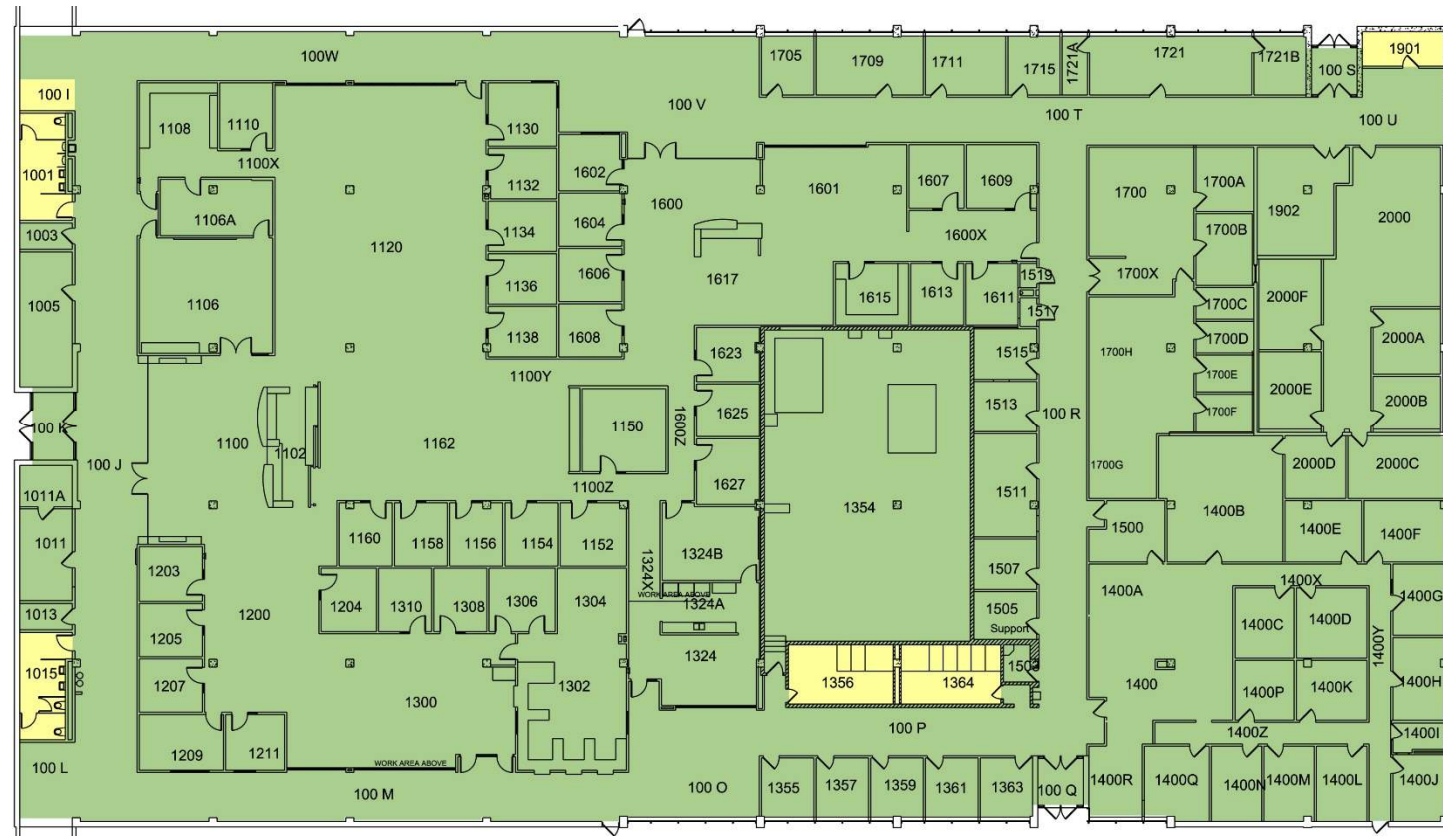 100W
1705
1709
1711
1715
1721A
1721
1721B
100 S
1901
100 I
100 V
100 T
100 U
1108
1110
1130
1001
1100X
1602
1132
1601
1607
1609
1700
1700A
1902
2000
1003
1106A
1134
1604
1600
1600X
1700B
1120
1136
1606
1617
1519
1700X
1005
1106
1615
1613
1611
1517
1700C
2000F
1138
1608
1623
1515
1700H
1700D
2000A
1100Y
1700E
1513
1700F
2000E
2000B
100 K
1100
1102
1162
1150
1600Z
1625
100 R
100 J
1700G
2000D
2000C
1011A
1100Z
1627
1511
1354
1400B
1500
1400E
1400F
1011
1160
1158
1156
1154
1152
1324X
1324B
1203
1507
1400X
1400A
1400G
WORK AREA ABOVE
1324A
1013
1204
1310
1308
1306
1304
1505
Support
1205
1200
1400C
1400D
1400Y
1015
1207
1302
1324
1356
1364
1503
1400
1400P
1400K
1400H
1300
100 P
1400Z
1400I
1209
1211
WORK AREA ABOVE
100 L
100 M
100 O
1355
1357
1359
1361
1363
100 Q
1400R
1400Q
1400N
1400M
1400L
1400J